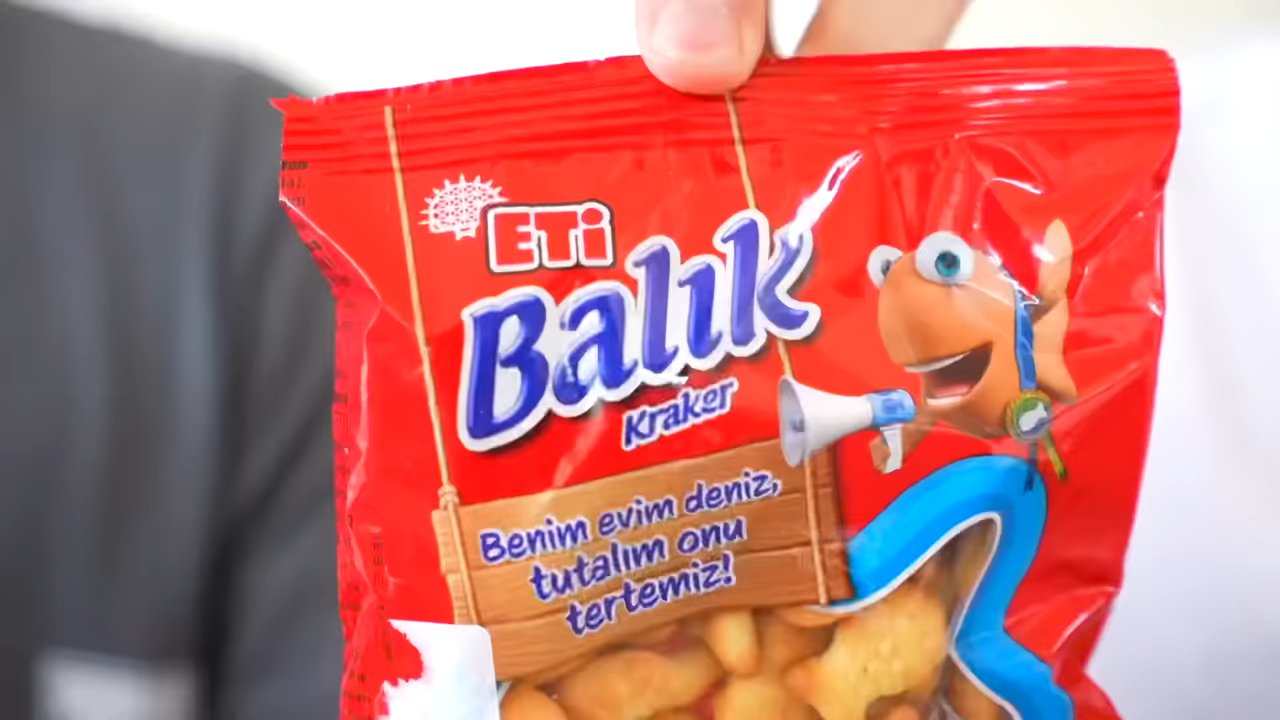 ETİ
Balık
Kraker
Benim evim deniz,
tutalım onu
tertemiz!